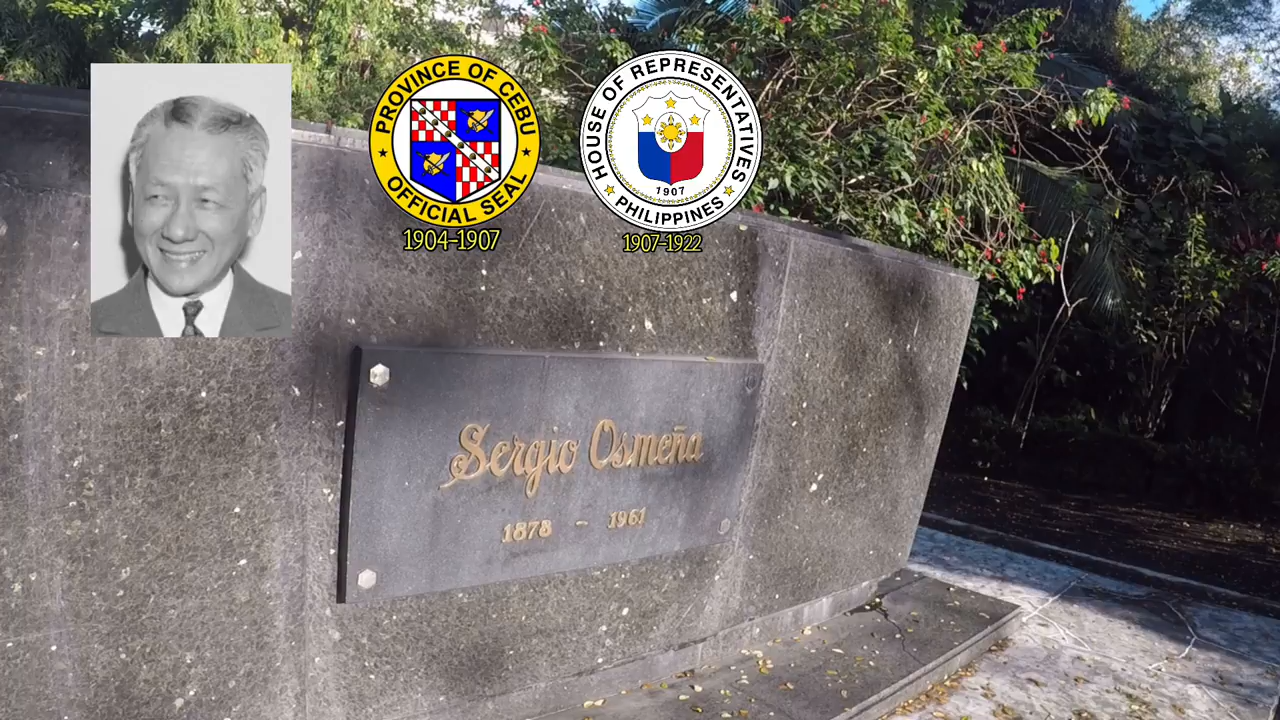 PROVINCE OF CEBU
OFFICIAL SEAL
1904-1907
HOUSE OF REPRESENTATIVES
1907
PHILIPPINES
1907-1922
Sergio Osmeña
1878 - 1961